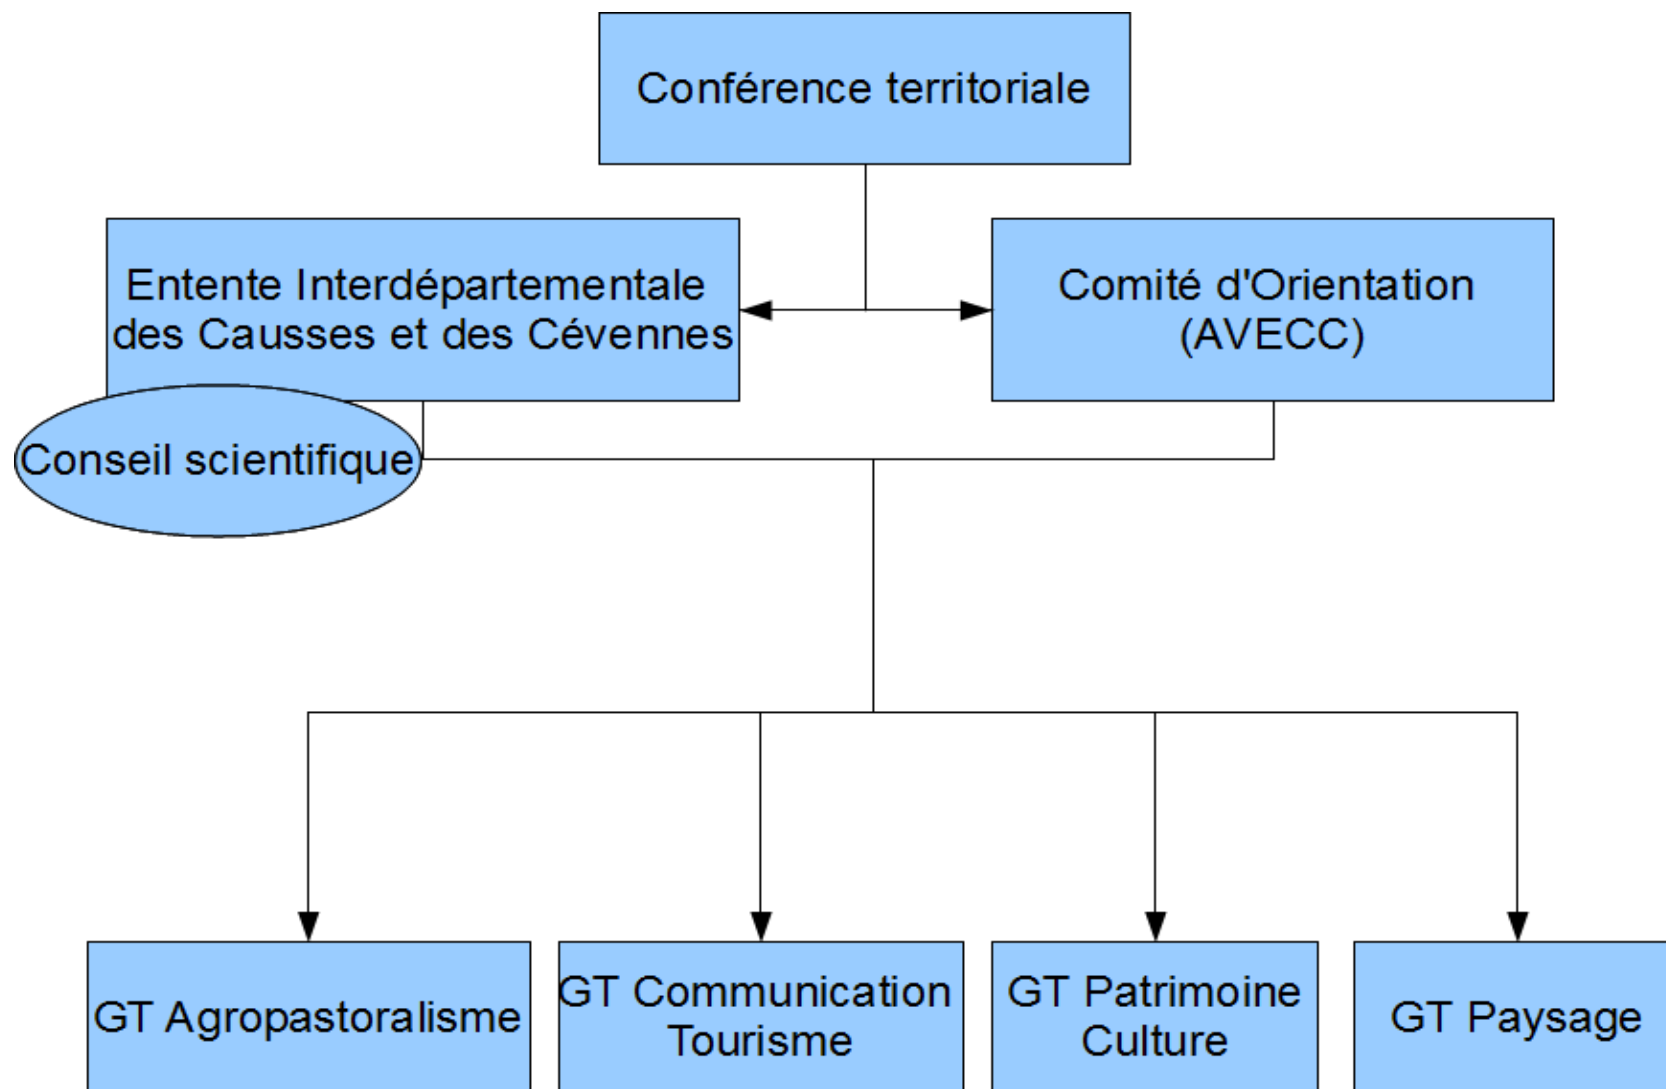 Conférence territoriale
Entente Interdépartementale
des Causses et des Cévennes
Comité d'Orientation
(AVECC)
Conseil scientifique
GT Agropastoralisme
GT Communication
Tourisme
GT Patrimoine
Culture
GT Paysage